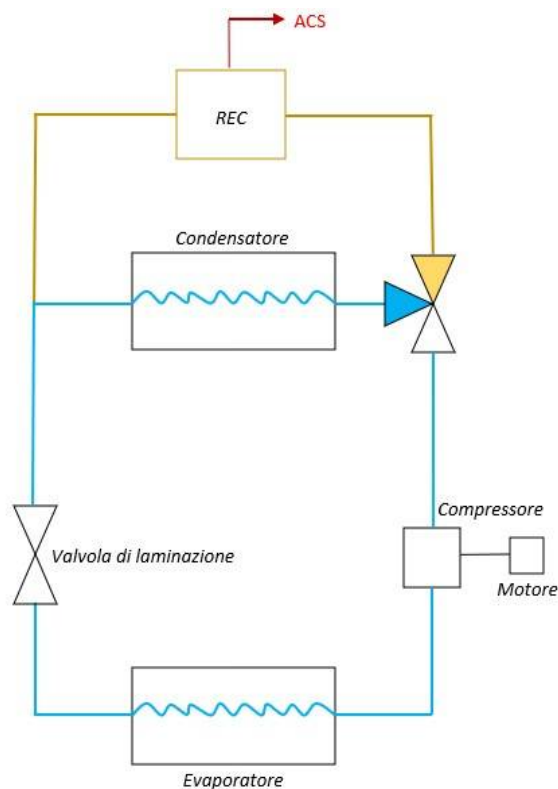 ACS
REC
Condensatore
Compressore
Valvola di laminazione
Motore
Evaporatore